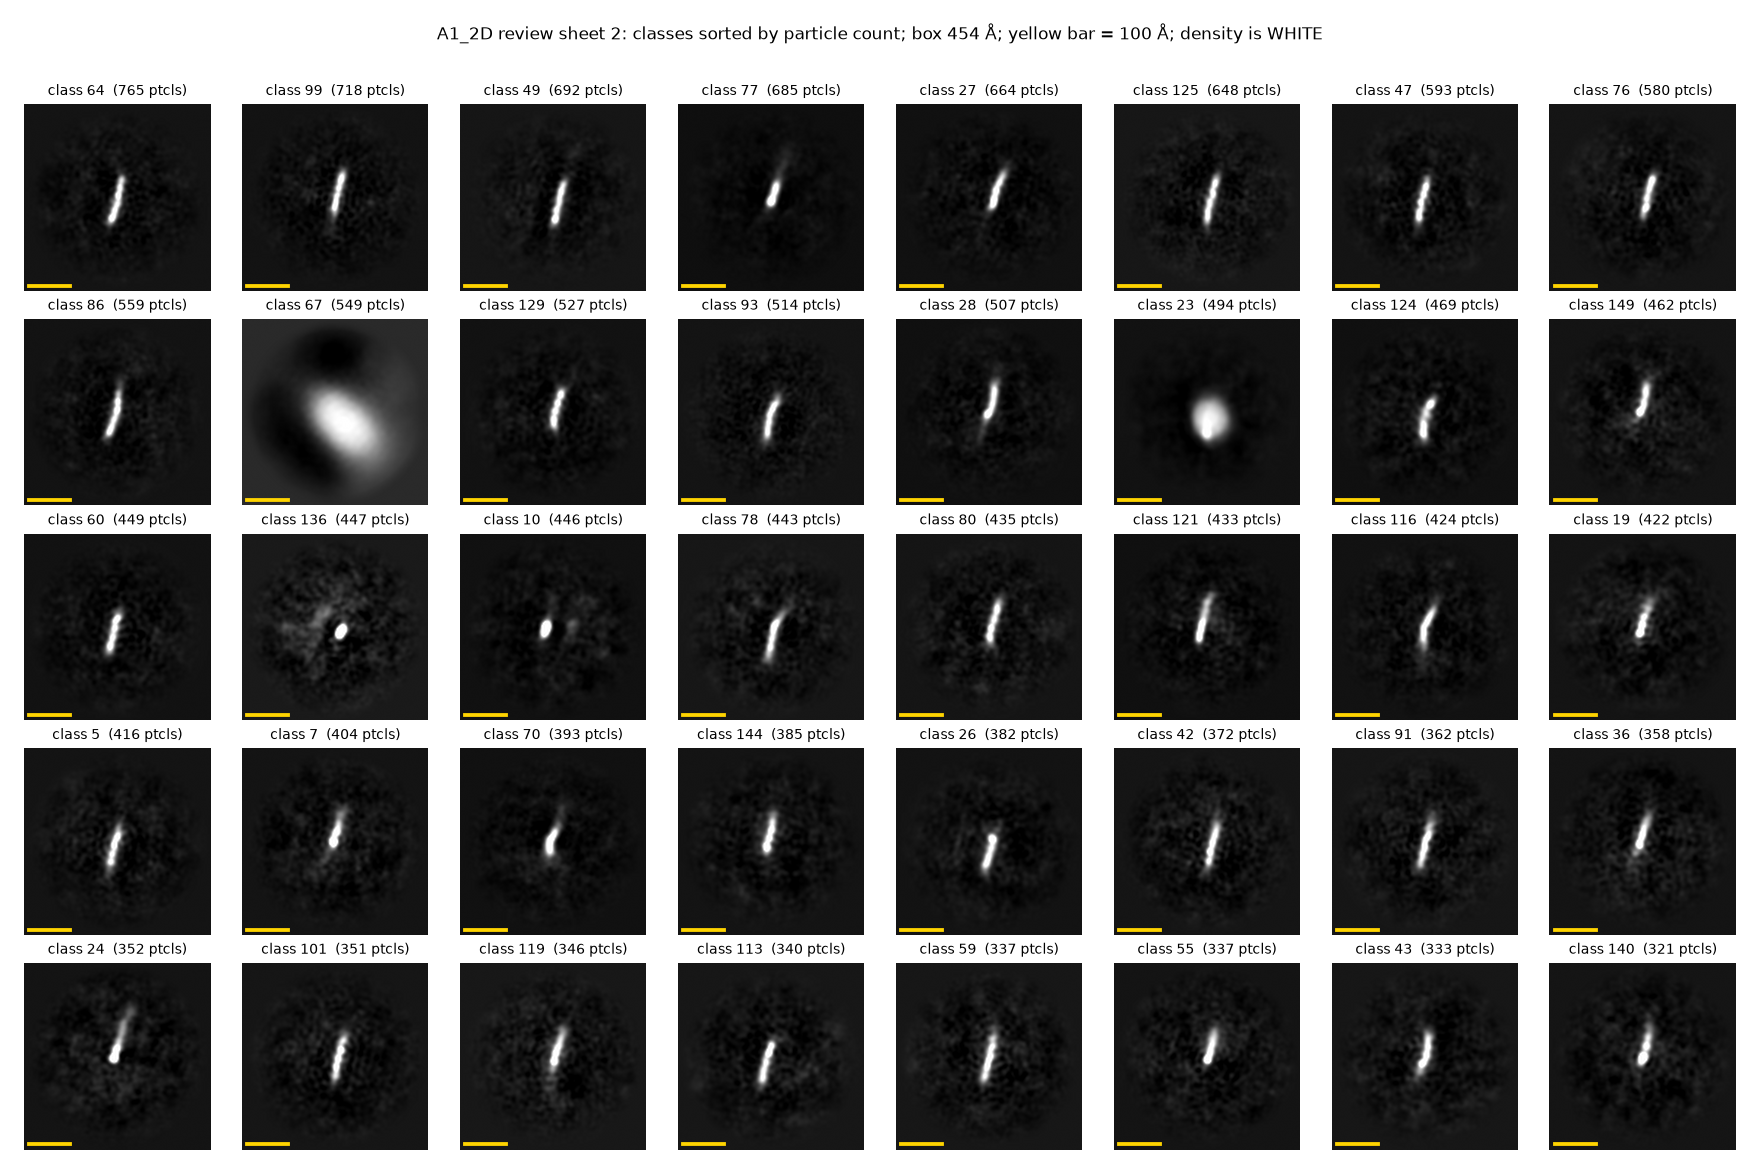 A1_2D review sheet 2: classes sorted by particle count; box 454 Å; yellow bar = 100 Å; density is WHITE
class 64 (765 ptcls) class 99 (718 ptcls) class 49 (692 ptcls) class 77 (685 ptcls) class 27 (664 ptcls) class 125 (648 ptcls) class 47 (593 ptcls) class 76 (580 ptcls)
class 86 (559 ptcls) class 67 (549 ptcls) class 129 (527 ptcls) class 93 (514 ptcls) class 28 (507 ptcls) class 23 (494 ptcls) class 124 (469 ptcls) class 149 (462 ptcls)
class 60 (449 ptcls) class 136 (447 ptcls) class 10 (446 ptcls) class 78 (443 ptcls) class 80 (435 ptcls) class 121 (433 ptcls) class 116 (424 ptcls) class 19 (422 ptcls)
class 5 (416 ptcls) class 7 (404 ptcls) class 70 (393 ptcls) class 144 (385 ptcls) class 26 (382 ptcls) class 42 (372 ptcls) class 91 (362 ptcls) class 36 (358 ptcls)
class 24 (352 ptcls) class 101 (351 ptcls) class 119 (346 ptcls) class 113 (340 ptcls) class 59 (337 ptcls) class 55 (337 ptcls) class 43 (333 ptcls) class 140 (321 ptcls)